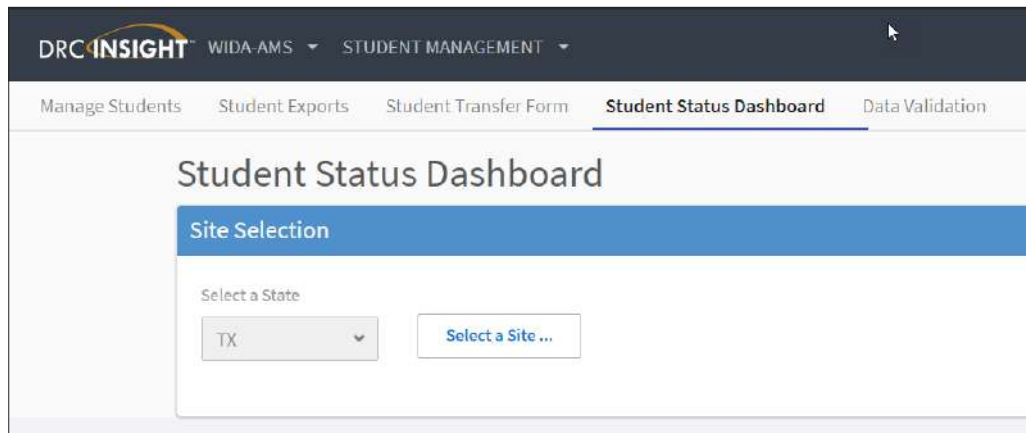 DRC INSIGHT™ WIDA-AMS STUDENT MANAGEMENT
Manage Students Student Exports Student Transfer Form Student Status Dashboard Data Validation
Student Status Dashboard
Site Selection
Select a State
TX Select a Site ...